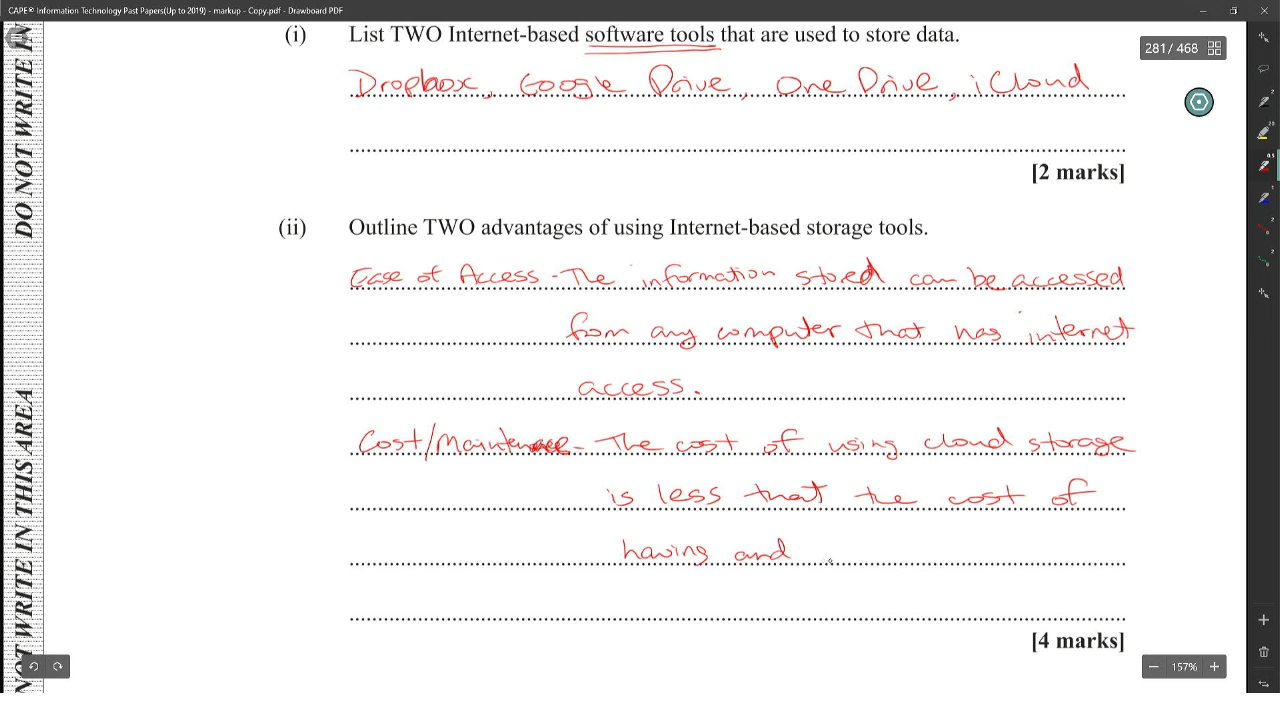 CAPE® Information Technology Past Papers(Up to 2019) - markup - Copy.pdf - Drawboard PDF
281 / 468
(i) List TWO Internet-based software tools that are used to store data.
Dropbox, Google Drive, One Drive, iCloud
[2 marks]
(ii) Outline TWO advantages of using Internet-based storage tools.
Ease of Access - The information stored can be accessed
from any computer that has internet
access.
Cost/ - The cost of using cloud storage
is less that the cost of
having and
[4 marks]
DO NOT WRITE IN
NOT WRITE IN THIS AREA
157%